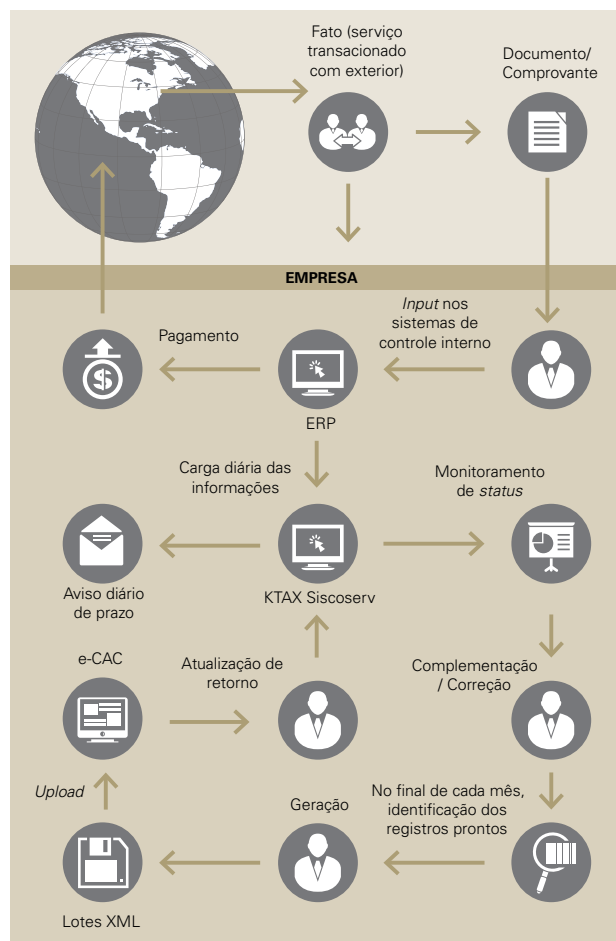 Fato (serviço
transacionado
com exterior)
Documento/
Comprovante
EMPRESA
Input nos
sistemas de
controle interno
Pagamento
ERP
Carga diária das
informações
Monitoramento
de status
Aviso diário
de prazo
KTAX Siscoserv
e-CAC
Atualização de
retorno
Complementação
/ Correção
Upload
Geração
No final de cada mês,
identificação dos
registros prontos
Lotes XML